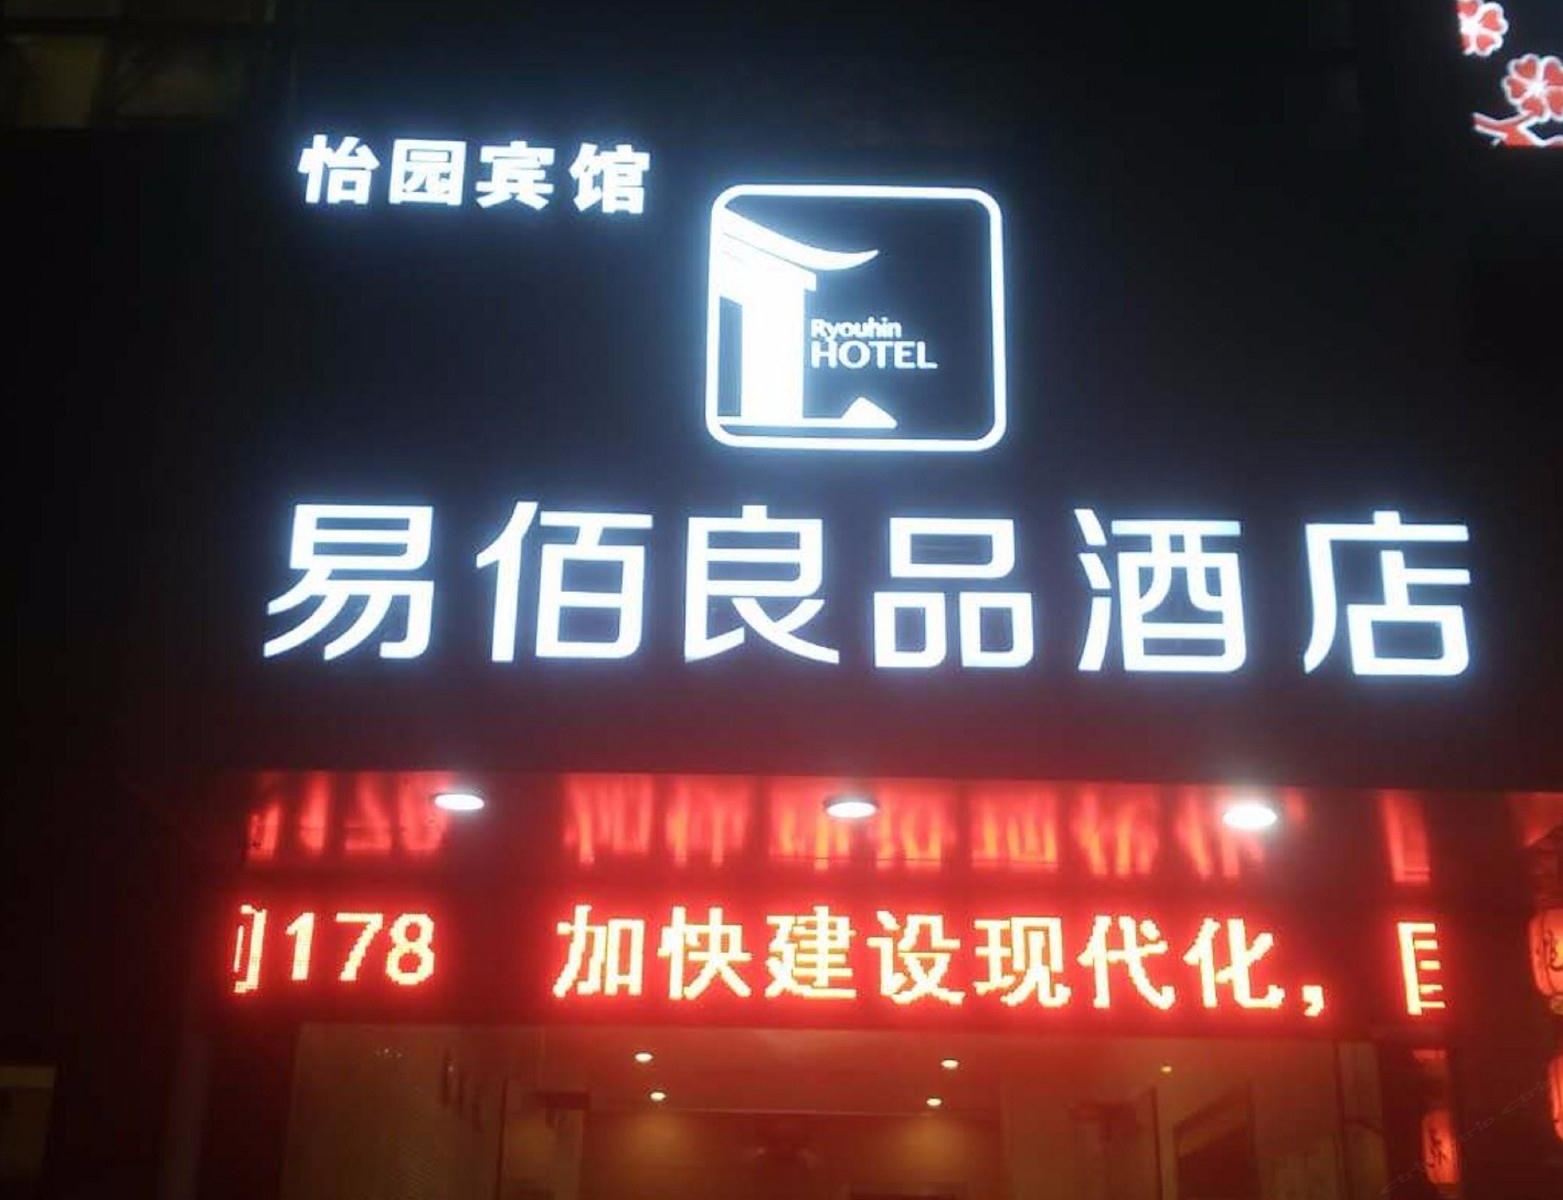 怡园宾馆
Ryouhin
HOTEL
易佰良品酒店
178 加快建设现代化，